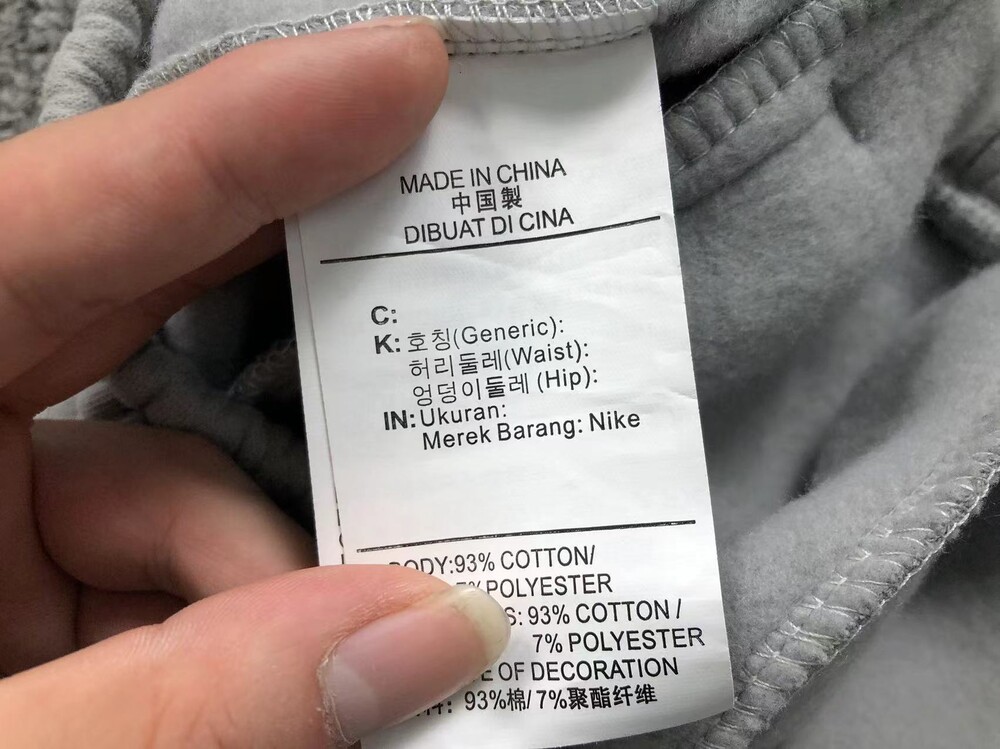 MADE IN CHINA
中国製
DIBUAT DI CINA
C:
K: 호칭(Generic):
허리둘레(Waist):
엉덩이둘레 (Hip):
IN: Ukuran:
Merek Barang: Nike
BODY:93% COTTON/
POLYESTER
93% COTTON /
7% POLYESTER
OF DECORATION
93%棉/ 7%聚酯纤维